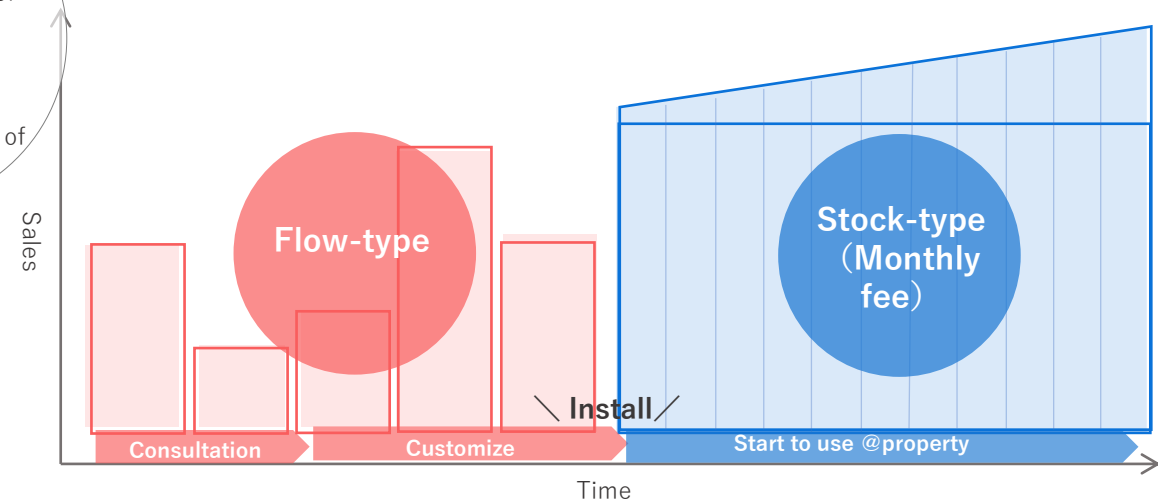 of
Sales
Flow-type
Stock-type
（Monthly
fee）
＼ Install／
Consultation
Customize
Start to use @property
Time